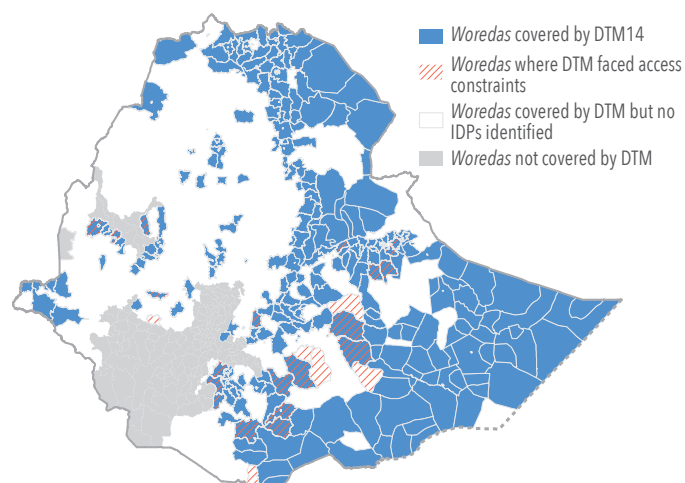 Woredas covered by DTM14
Woredas where DTM faced access
constraints
Woredas covered by DTM but no
IDPs identified
Woredas not covered by DTM